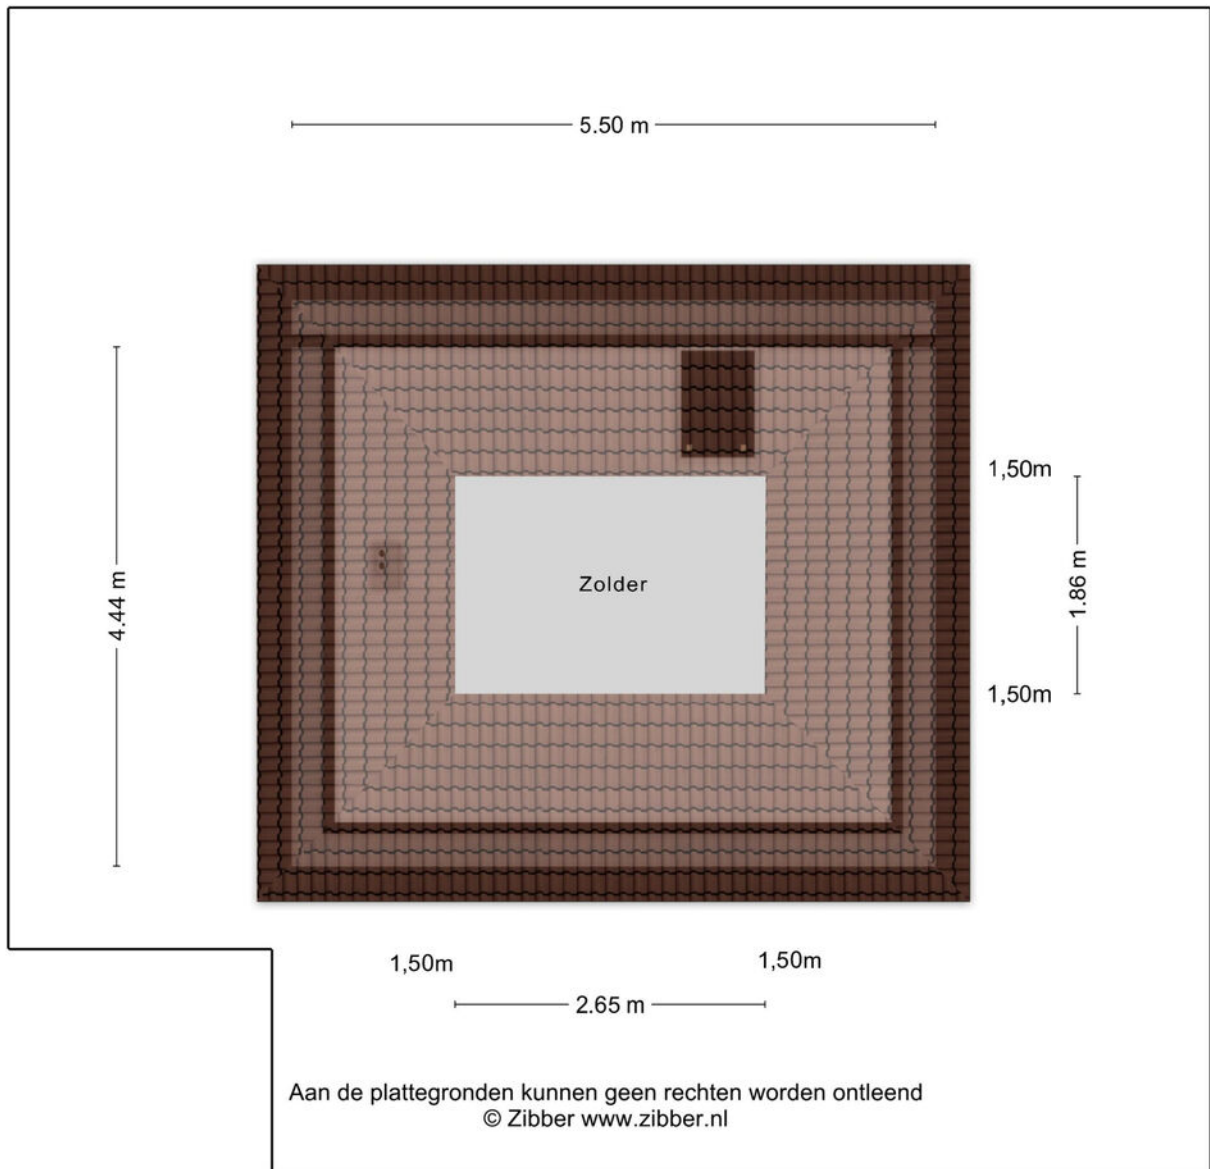 5.50 m
1,50m
Zolder
4.44 m
1.86 m
1,50m
1,50m
1,50m
2.65 m
Aan de plattegronden kunnen geen rechten worden ontleend
© Zibber www.zibber.nl